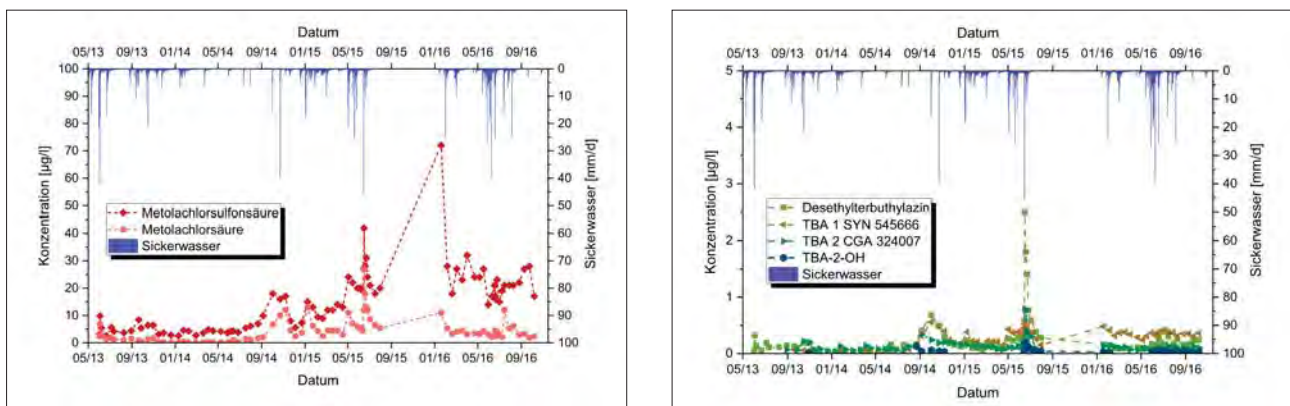 Datum
05/13 09/13 01/14 05/14 09/14 01/15 05/15 09/15 01/16 05/16 09/16
100
90
80
70
60
50
40
30
20
10
0
Konzentration [µg/l]
0
10
20
30
40
50
60
70
80
90
100
Sickerwasser [mm/d]
Metolachlorsulfonsäure
Metolachlorsäure
Sickerwasser
05/13 09/13 01/14 05/14 09/14 01/15 05/15 09/15 01/16 05/16 09/16
Datum
Datum
05/13 09/13 01/14 05/14 09/14 01/15 05/15 09/15 01/16 05/16 09/16
5
4
3
2
1
0
Konzentration [µg/l]
0
10
20
30
40
50
60
70
80
90
100
Sickerwasser [mm/d]
Desethylterbuthylazin
TBA 1 SYN 545666
TBA 2 CGA 324007
TBA-2-OH
Sickerwasser
05/13 09/13 01/14 05/14 09/14 01/15 05/15 09/15 01/16 05/16 09/16
Datum